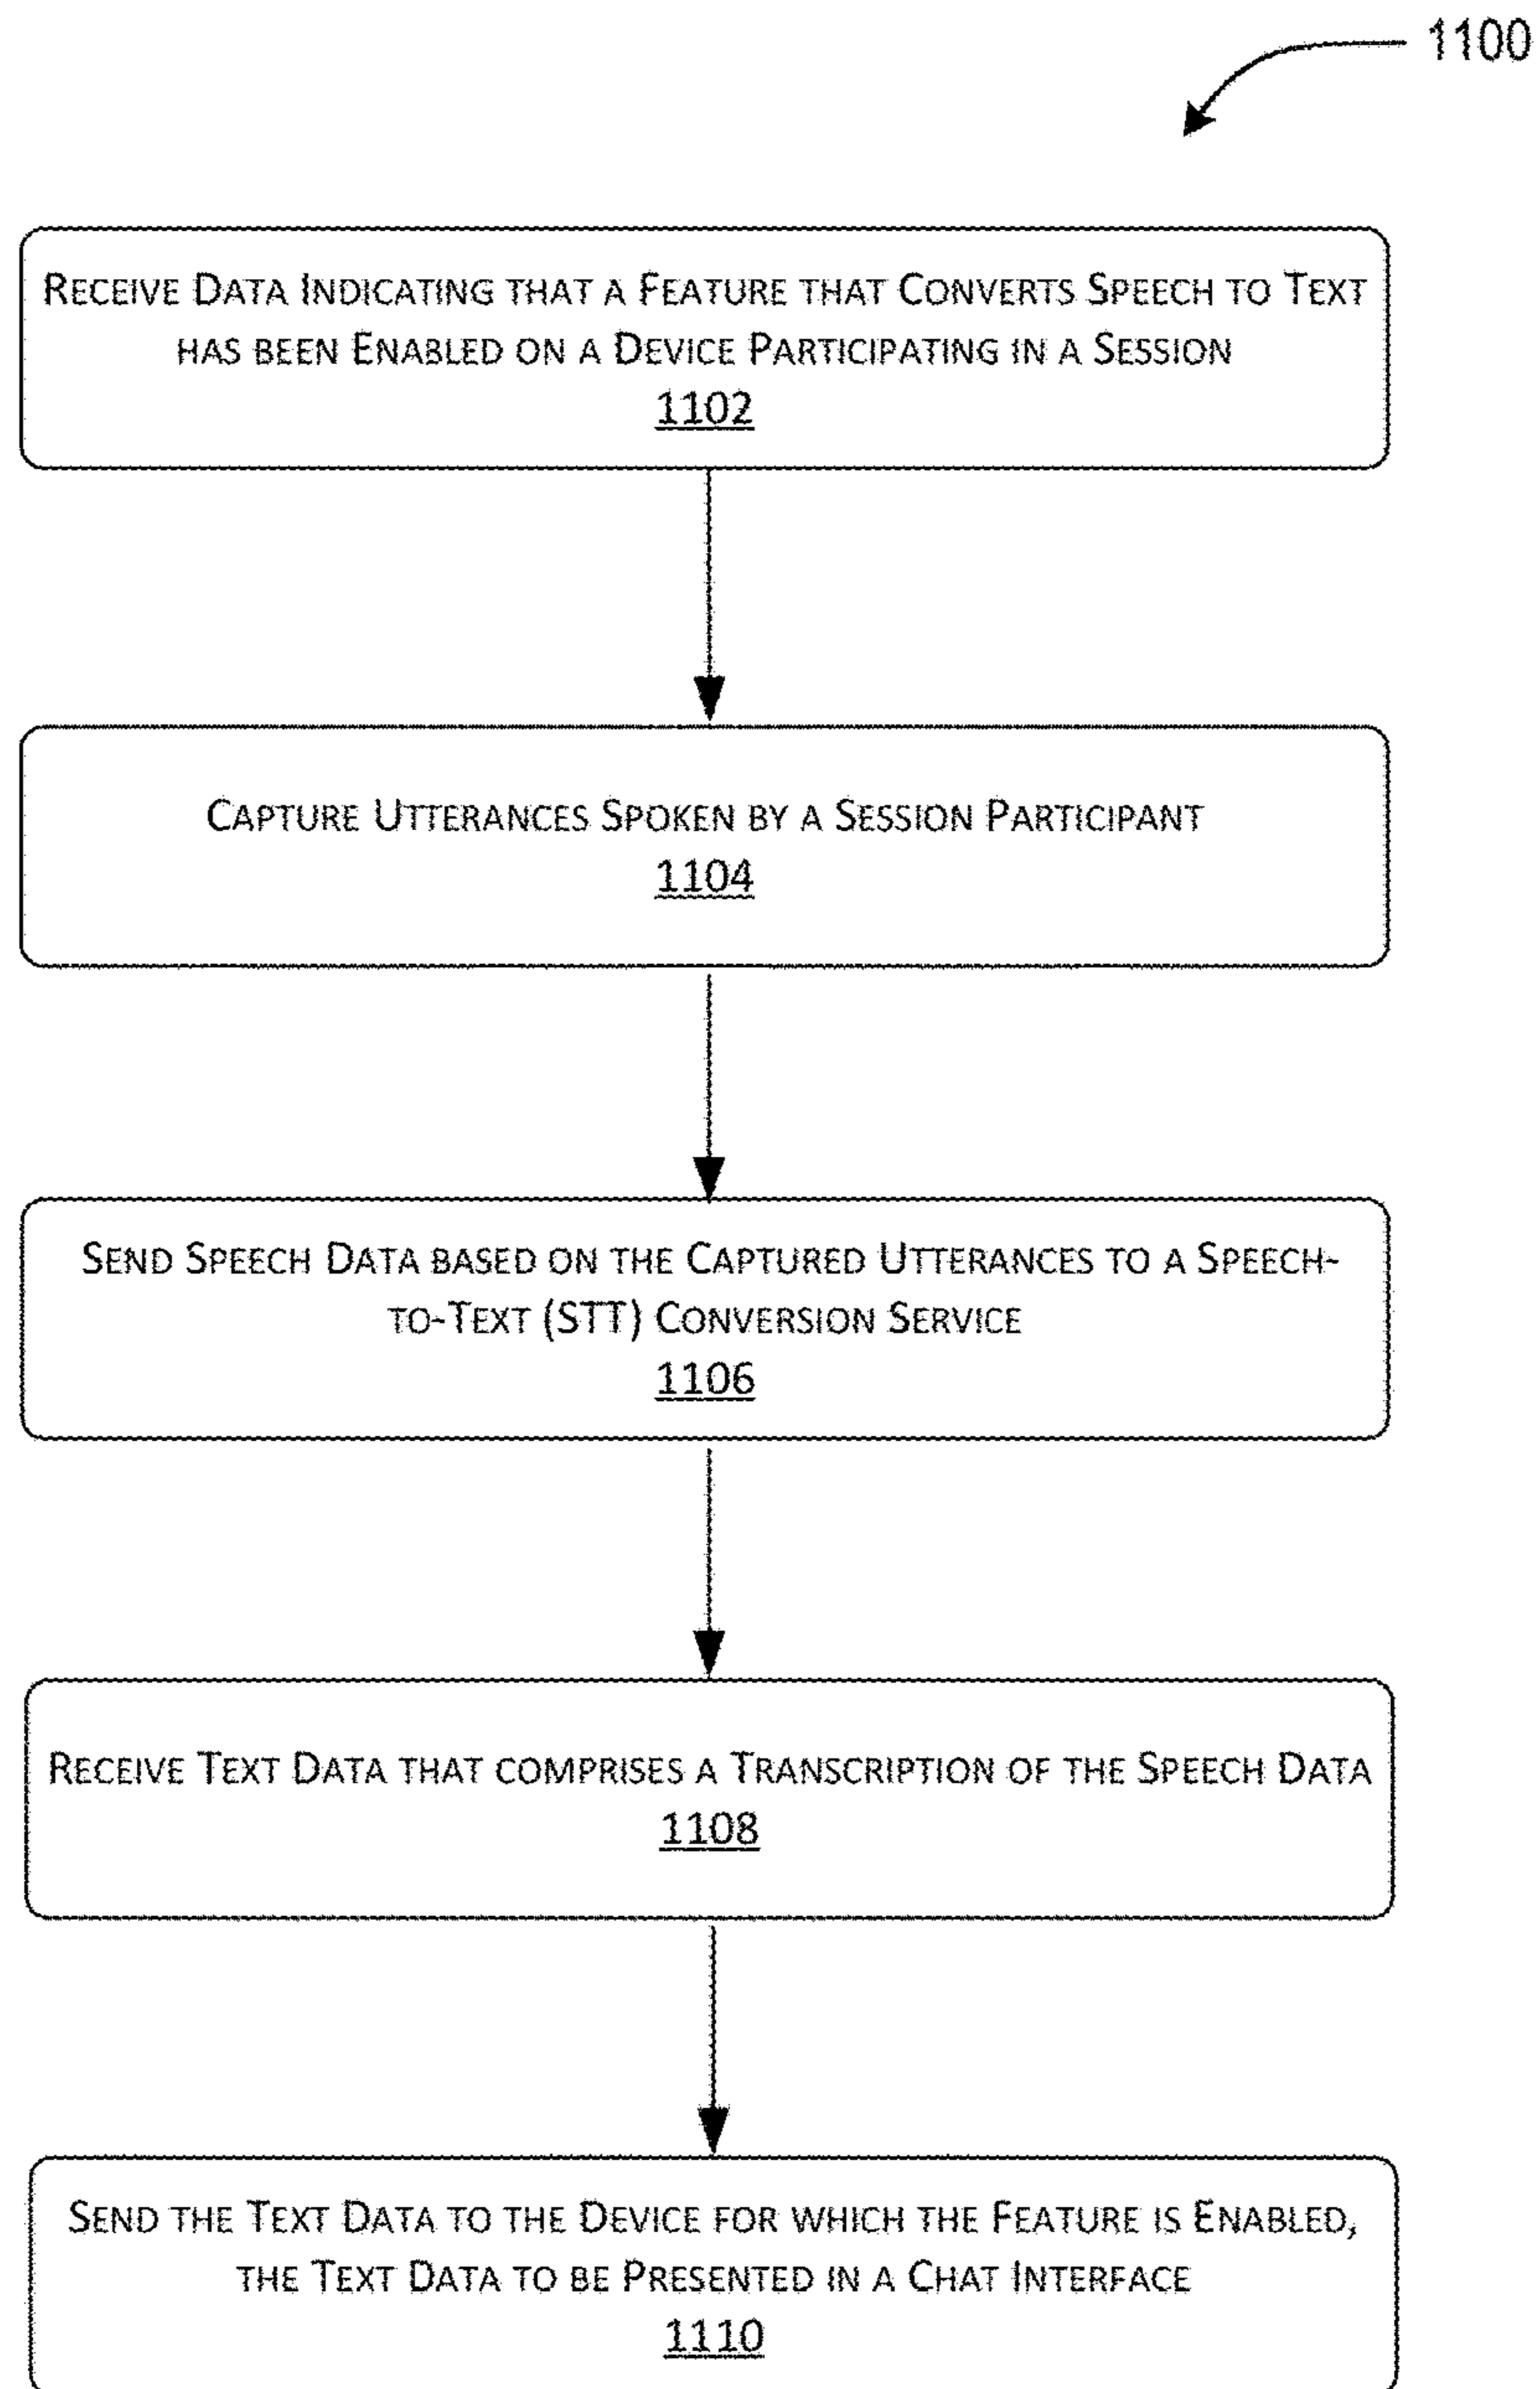 1100
RECEIVE DATA INDICATING THAT A FEATURE THAT CONVERTS SPEECH TO TEXT
HAS BEEN ENABLED ON A DEVICE PARTICIPATING IN A SESSION
1102
CAPTURE UTTERANCES SPOKEN BY A SESSION PARTICIPANT
1104
SEND SPEECH DATA BASED ON THE CAPTURED UTTERANCES TO A SPEECH-
TO-TEXT (STT) CONVERSION SERVICE
1106
RECEIVE TEXT DATA THAT COMPRISES A TRANSCRIPTION OF THE SPEECH DATA
1108
SEND THE TEXT DATA TO THE DEVICE FOR WHICH THE FEATURE IS ENABLED,
THE TEXT DATA TO BE PRESENTED IN A CHAT INTERFACE
1110